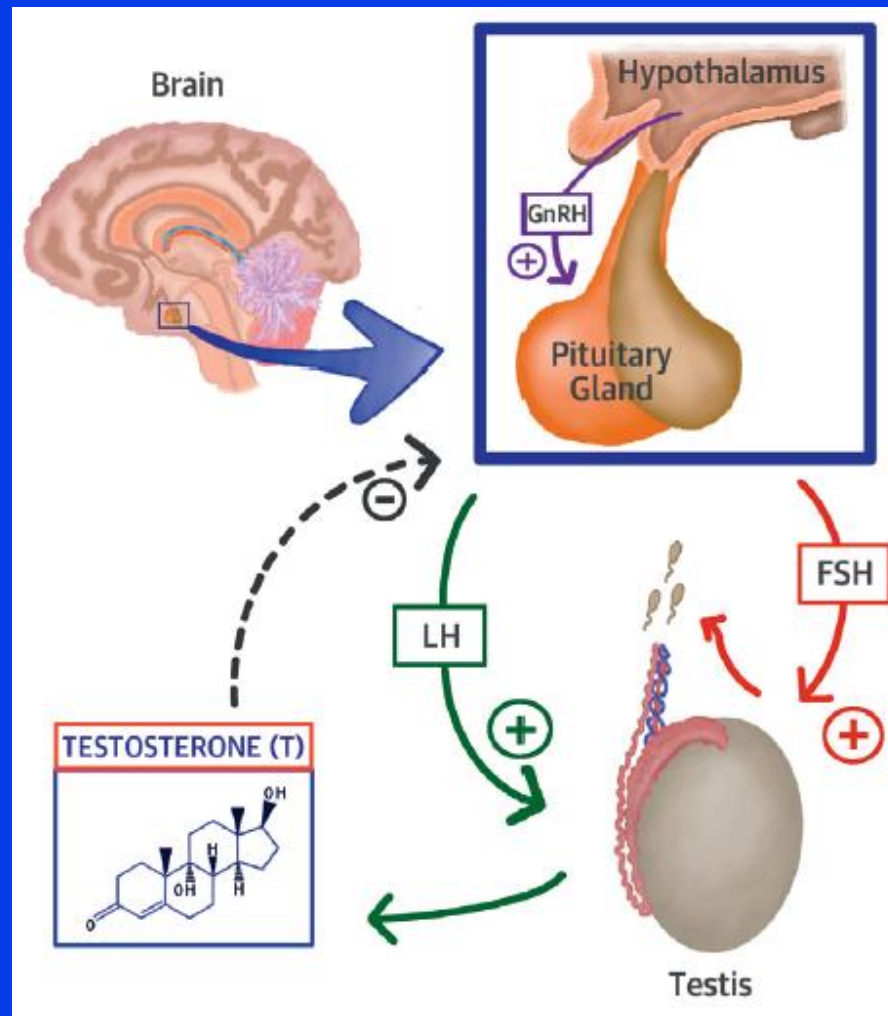 Brain
Hypothalamus
GnRH
+
Pituitary
Gland
−
LH
+
FSH
+
TESTOSTERONE (T)
OH
H
OH
H
O
Testis